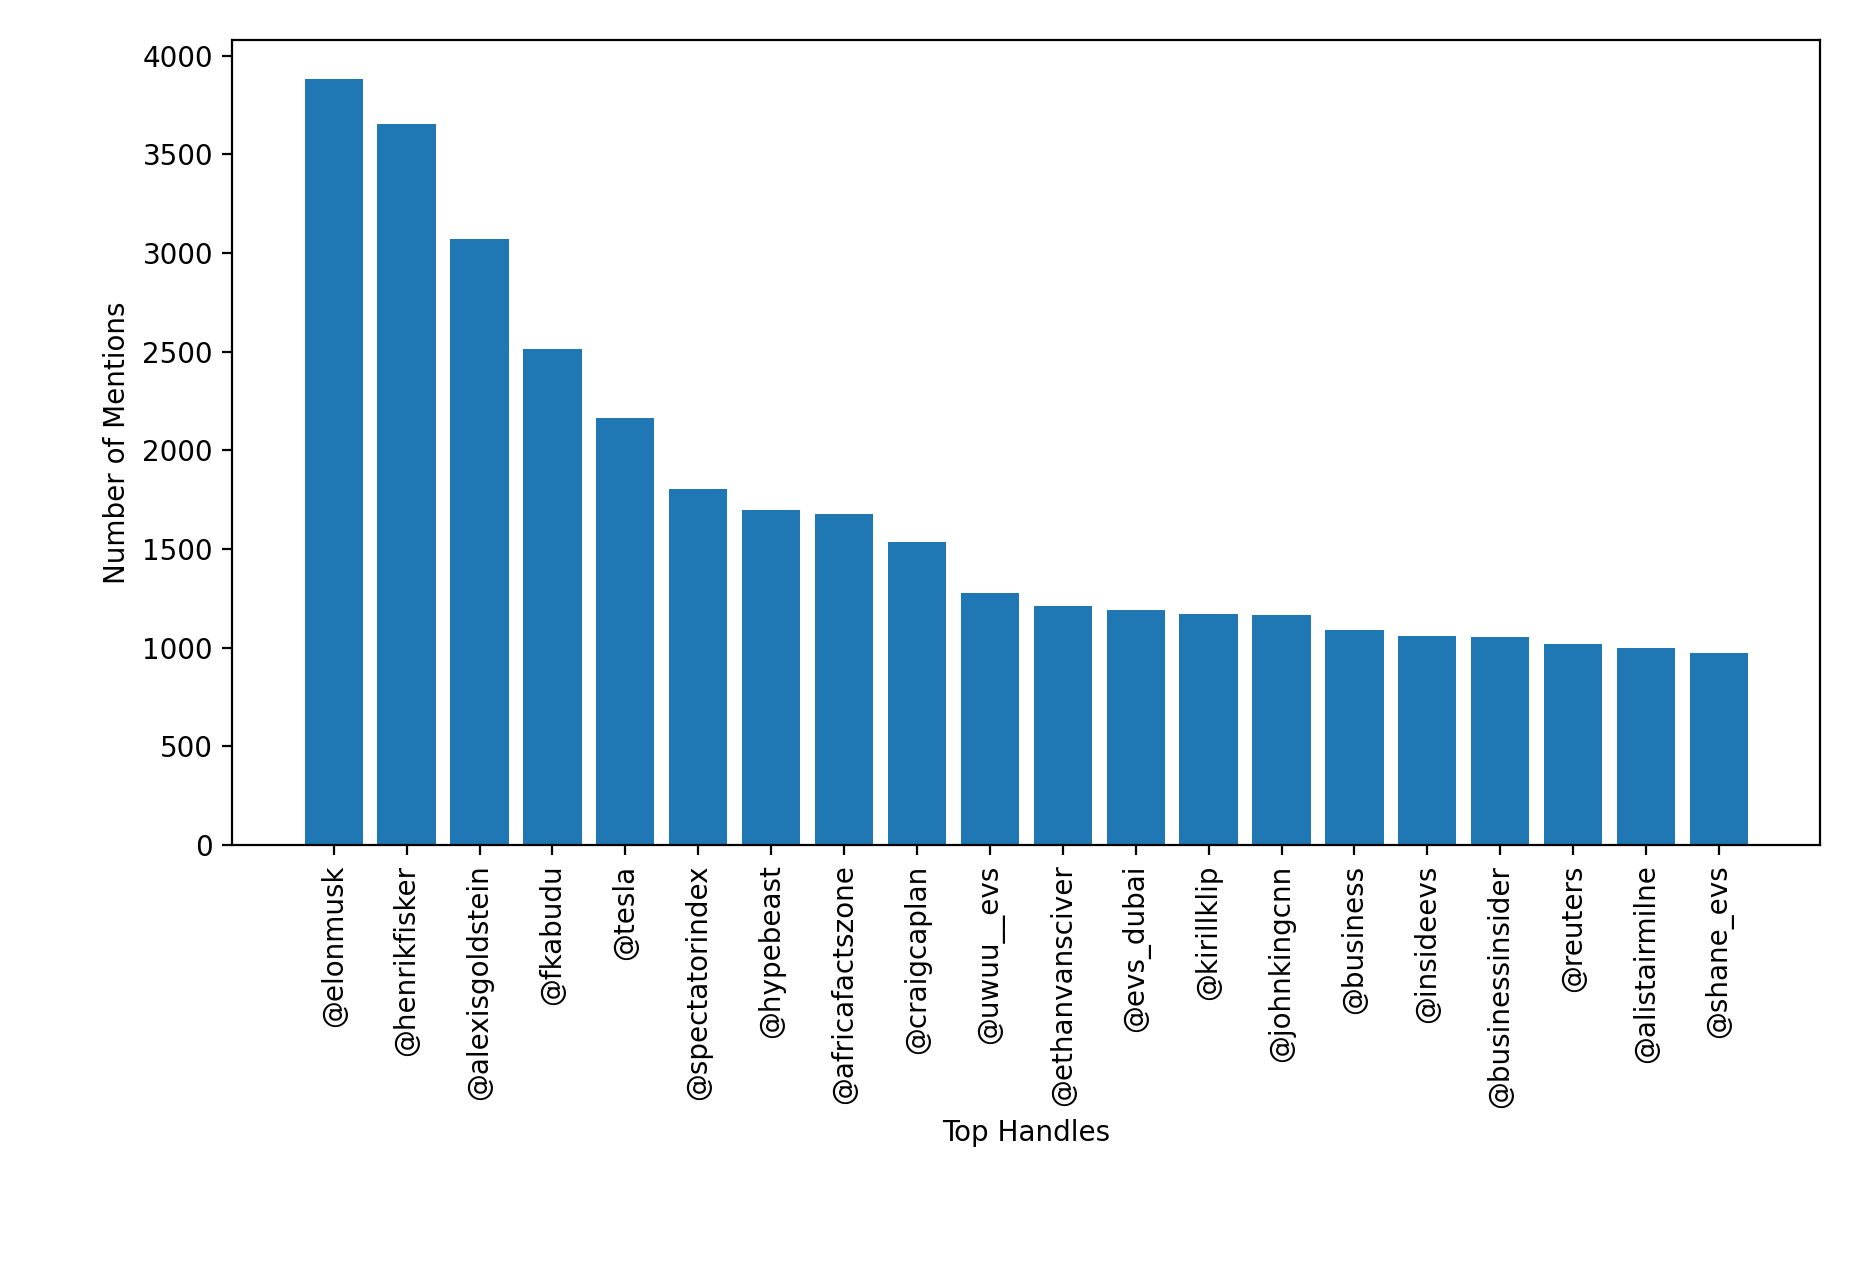 4000
3500
3000
2500
2000
1500
1000
500
0
Number of Mentions
@elonmusk
@henrikfisker
@alexisgoldstein
@fkabudu
@tesla
@spectatorindex
@hypebeast
@africafactszone
@craigcaplan
@uwuu__evs
@ethanvansciver
@evs_dubai
@kirillklip
@johnkingcnn
@business
@insideevs
@businessinsider
@reuters
@alistairmilne
@shane_evs
Top Handles